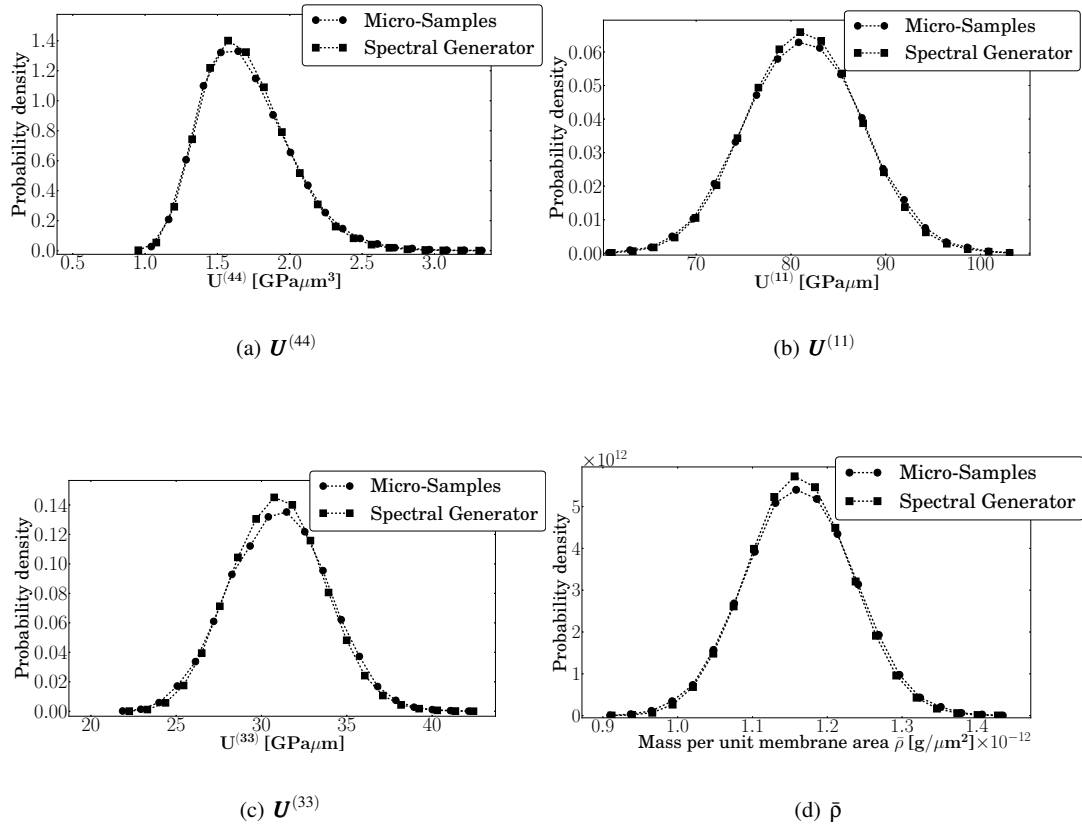 Micro-Samples
Spectral Generator
Probability density
1.4
1.2
1.0
0.8
0.6
0.4
0.2
0.0
0.5 1.0 1.5 2.0 2.5 3.0
U^(44) [GPaμm³]
(a) U^(44)
Micro-Samples
Spectral Generator
Probability density
0.06
0.05
0.04
0.03
0.02
0.01
0.00
70 80 90 100
U^(11) [GPaμm]
(b) U^(11)
Micro-Samples
Spectral Generator
Probability density
0.14
0.12
0.10
0.08
0.06
0.04
0.02
0.00
20 25 30 35 40
U^(33) [GPaμm]
(c) U^(33)
×10^12
Micro-Samples
Spectral Generator
Probability density
5
4
3
2
1
0
0.9 1.0 1.1 1.2 1.3 1.4
Mass per unit membrane area ρ̄ [g/μm²]×10^−12
(d) ρ̄